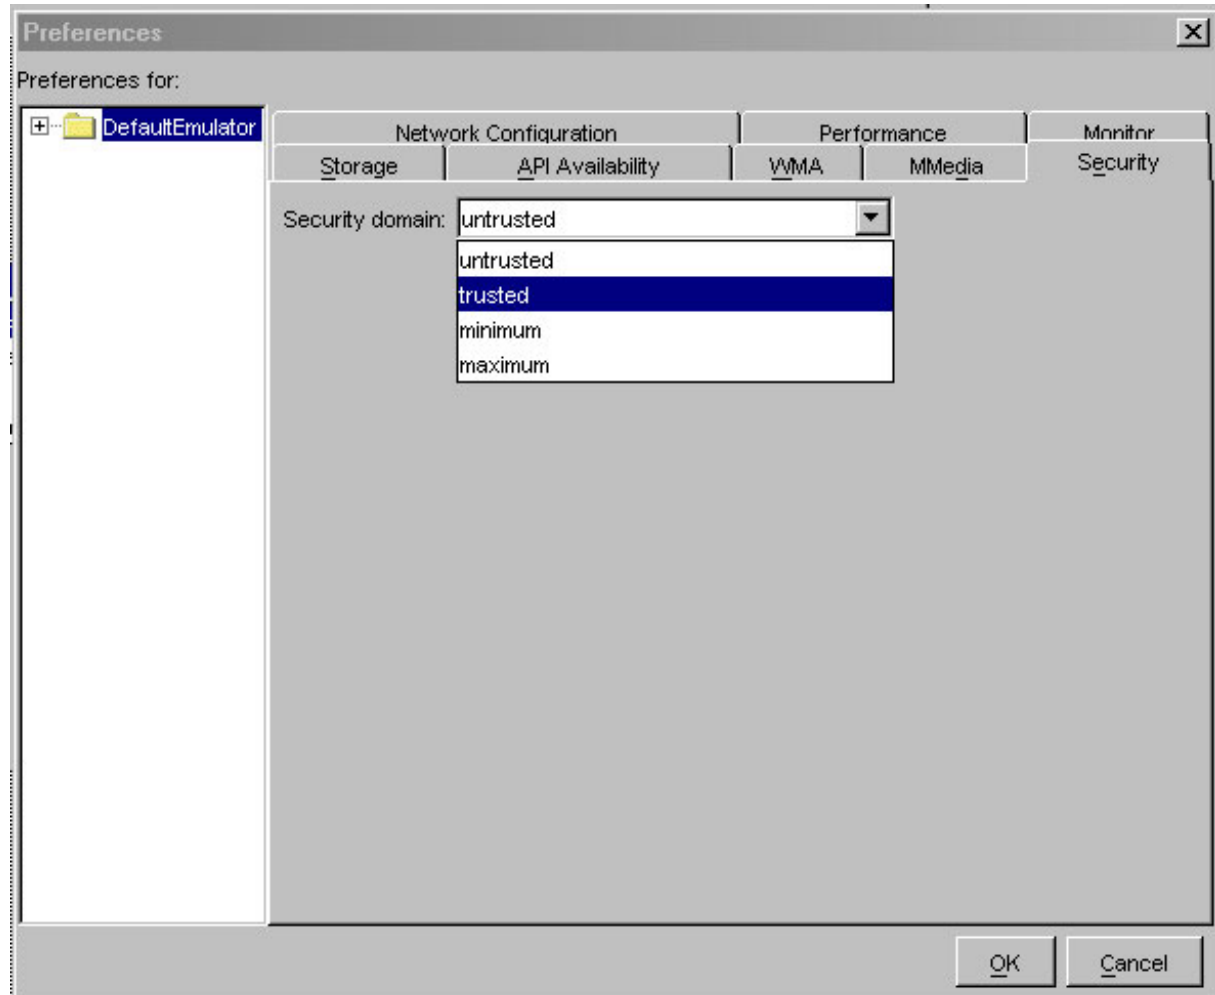 Preferences
Preferences for:
DefaultEmulator
Network Configuration Performance Monitor
Storage API Availability WMA MMedia Security
Security domain: untrusted
untrusted
trusted
minimum
maximum
OK Cancel